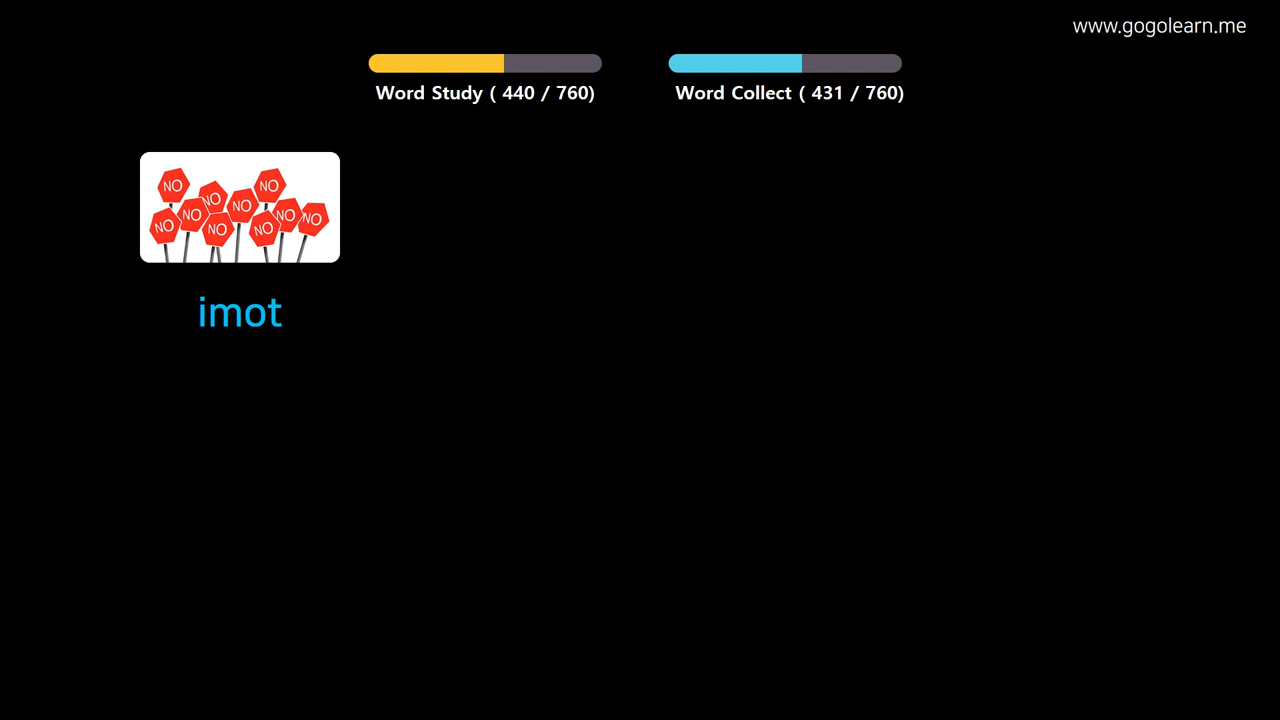 www.gogolearn.me
Word Study ( 440 / 760)
Word Collect ( 431 / 760)
NO NO NO NO NO NO NO NO NO NO
imot